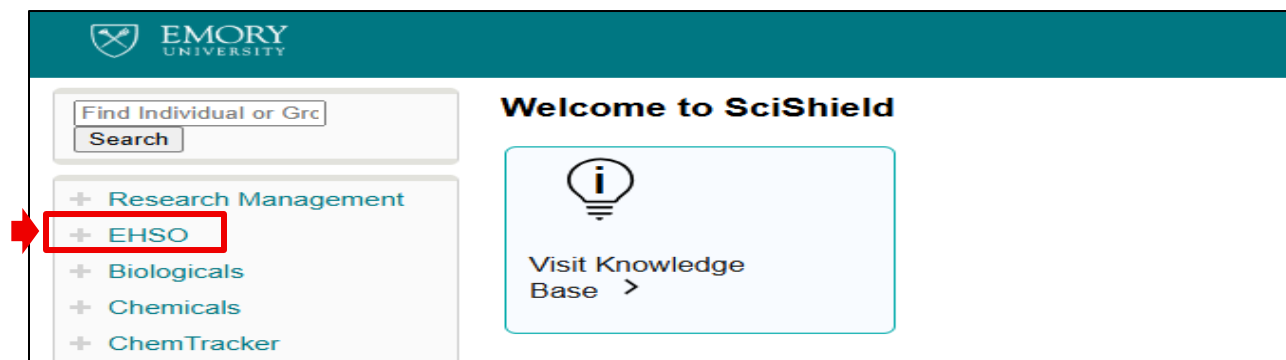 EMORY
UNIVERSITY
Find Individual or Grc
Search
Research Management
EHSO
Biologicals
Chemicals
ChemTracker
Welcome to SciShield
i
Visit Knowledge
Base >